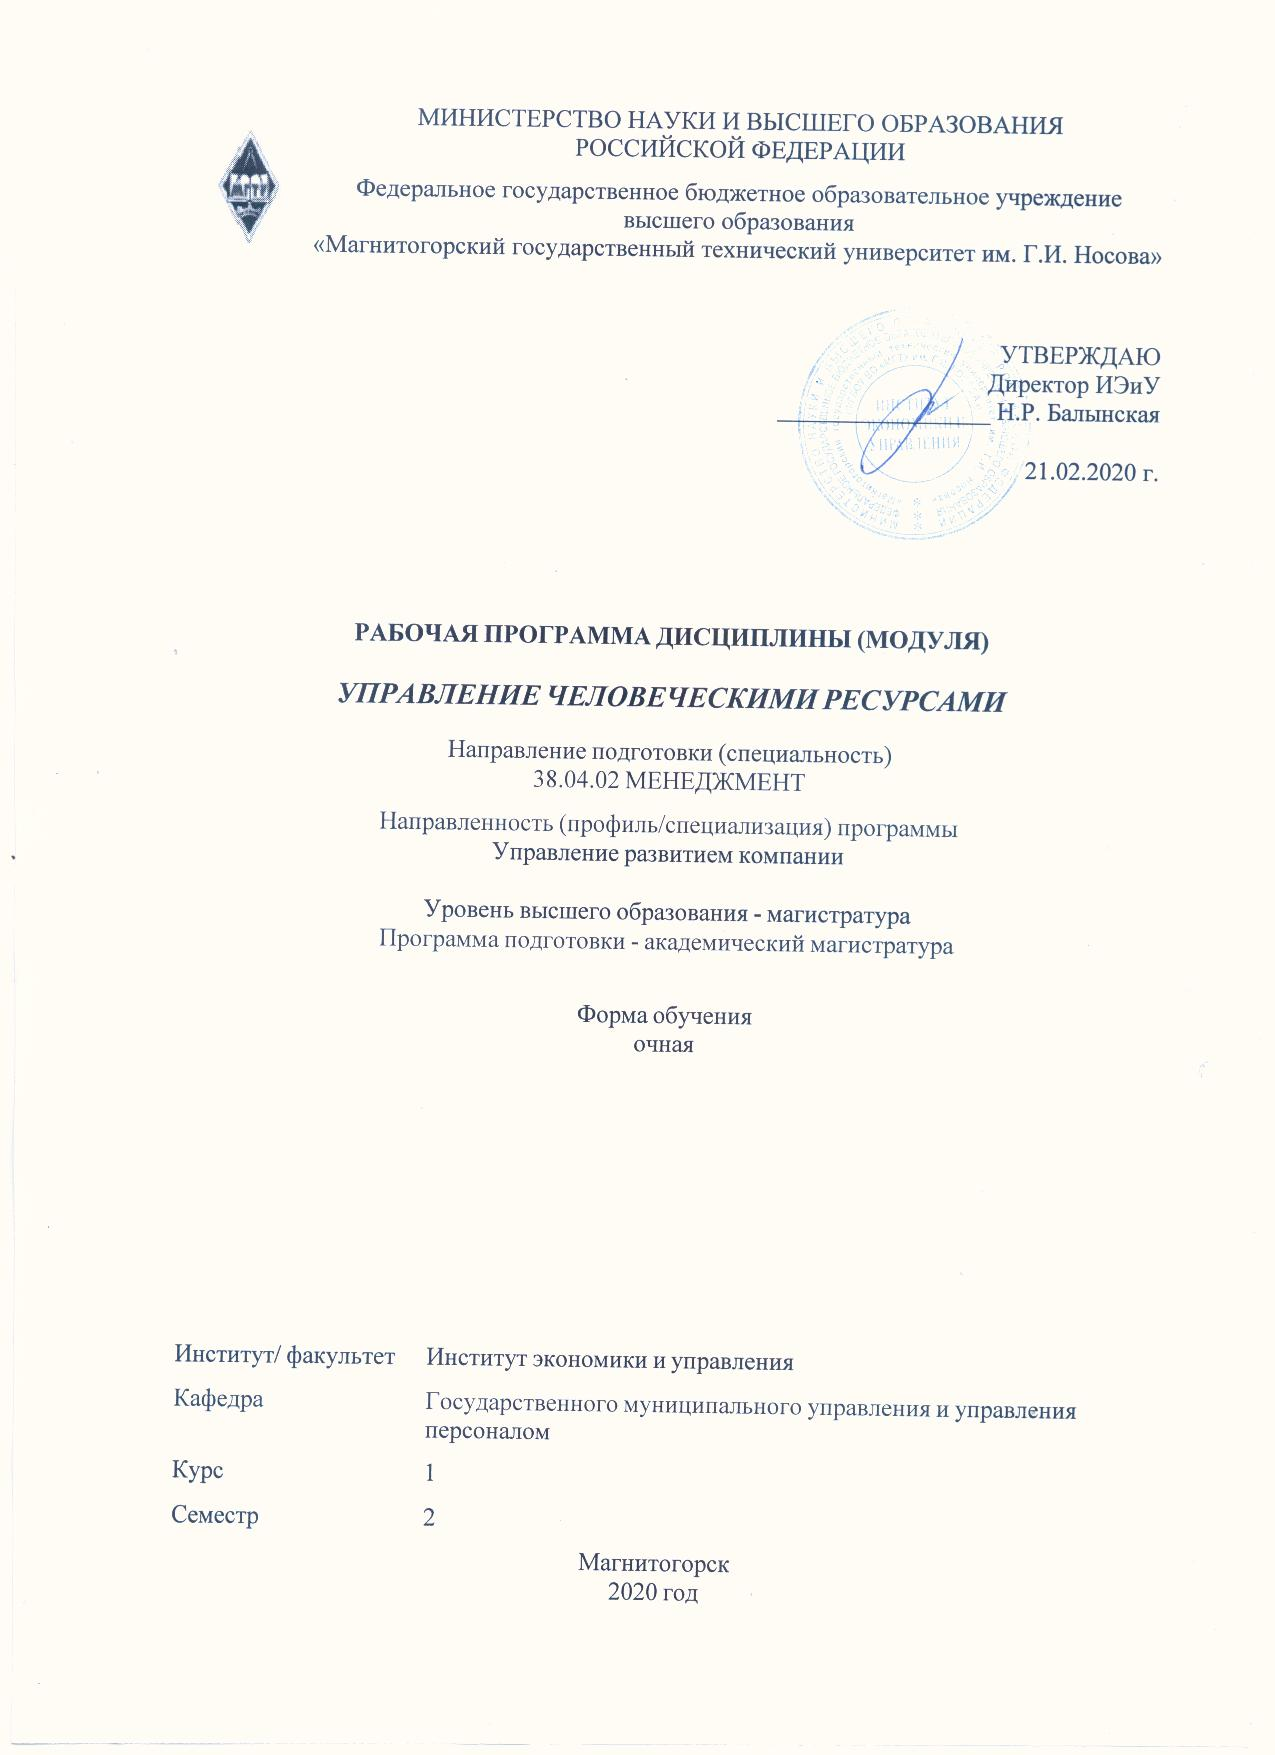 МИНИСТЕРСТВО НАУКИ И ВЫСШЕГО ОБРАЗОВАНИЯ
РОССИЙСКОЙ ФЕДЕРАЦИИ
Федеральное государственное бюджетное образовательное учреждение
высшего образования
«Магнитогорский государственный технический университет им. Г.И. Носова»
МГТУ
УТВЕРЖДАЮ
Директор ИЭиУ
Н.Р. Балынская
21.02.2020 г.
ИНСТИТУТ
ЭКОНОМИКИ И
УПРАВЛЕНИЯ
РАБОЧАЯ ПРОГРАММА ДИСЦИПЛИНЫ (МОДУЛЯ)
УПРАВЛЕНИЕ ЧЕЛОВЕЧЕСКИМИ РЕСУРСАМИ
Направление подготовки (специальность)
38.04.02 МЕНЕДЖМЕНТ
Направленность (профиль/специализация) программы
Управление развитием компании
Уровень высшего образования - магистратура
Программа подготовки - академический магистратура
Форма обучения
очная
Институт/ факультет Институт экономики и управления
Кафедра Государственного муниципального управления и управления
персоналом
Курс 1
Семестр 2
Магнитогорск
2020 год